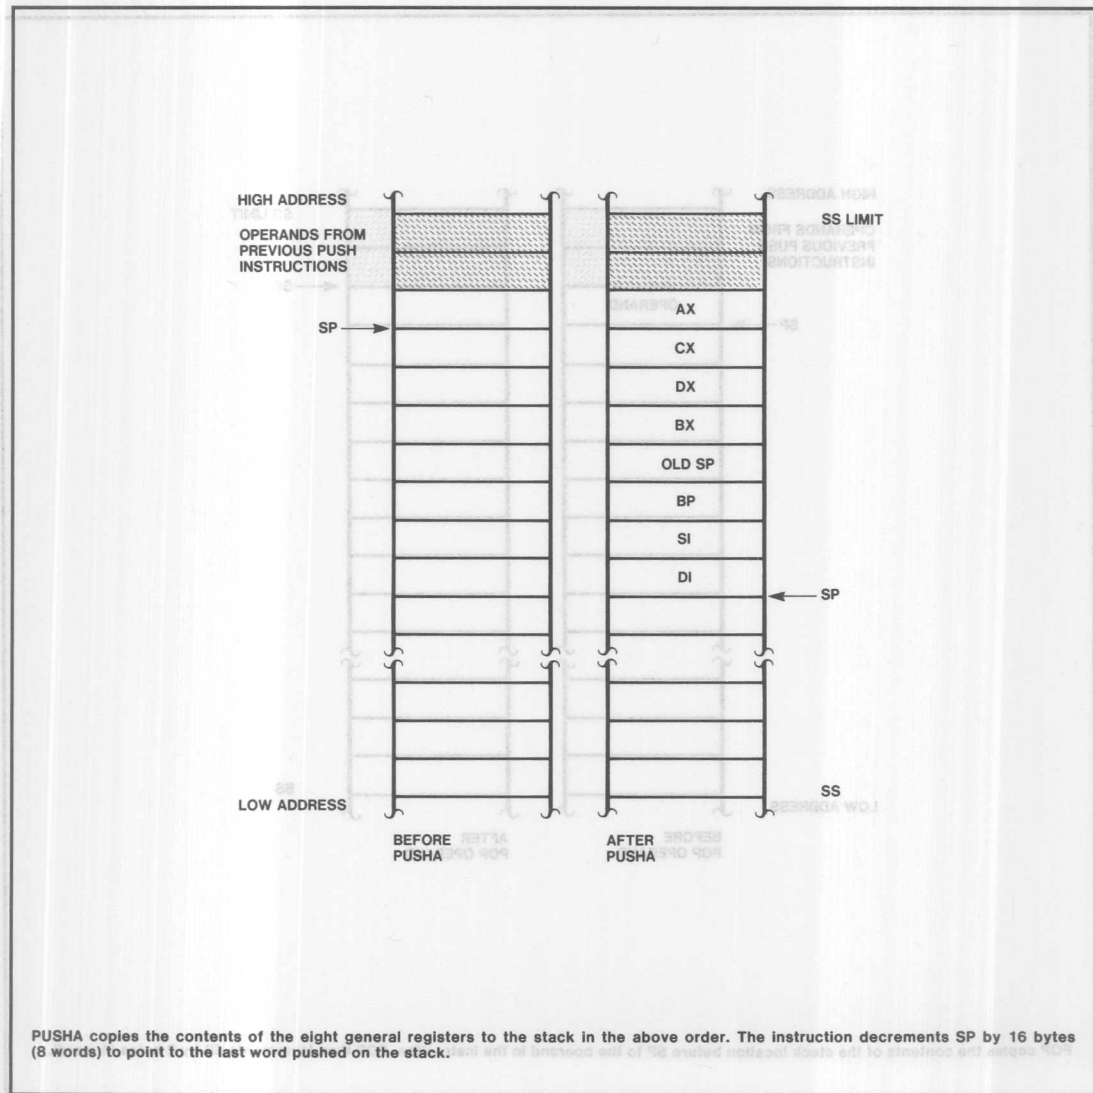 HIGH ADDRESS
SS LIMIT
OPERANDS FROM
PREVIOUS PUSH
INSTRUCTIONS
AX
SP
CX
DX
BX
OLD SP
BP
SI
DI
SP
SS
LOW ADDRESS
BEFORE
PUSHA
AFTER
PUSHA
PUSHA copies the contents of the eight general registers to the stack in the above order. The instruction decrements SP by 16 bytes
(8 words) to point to the last word pushed on the stack.